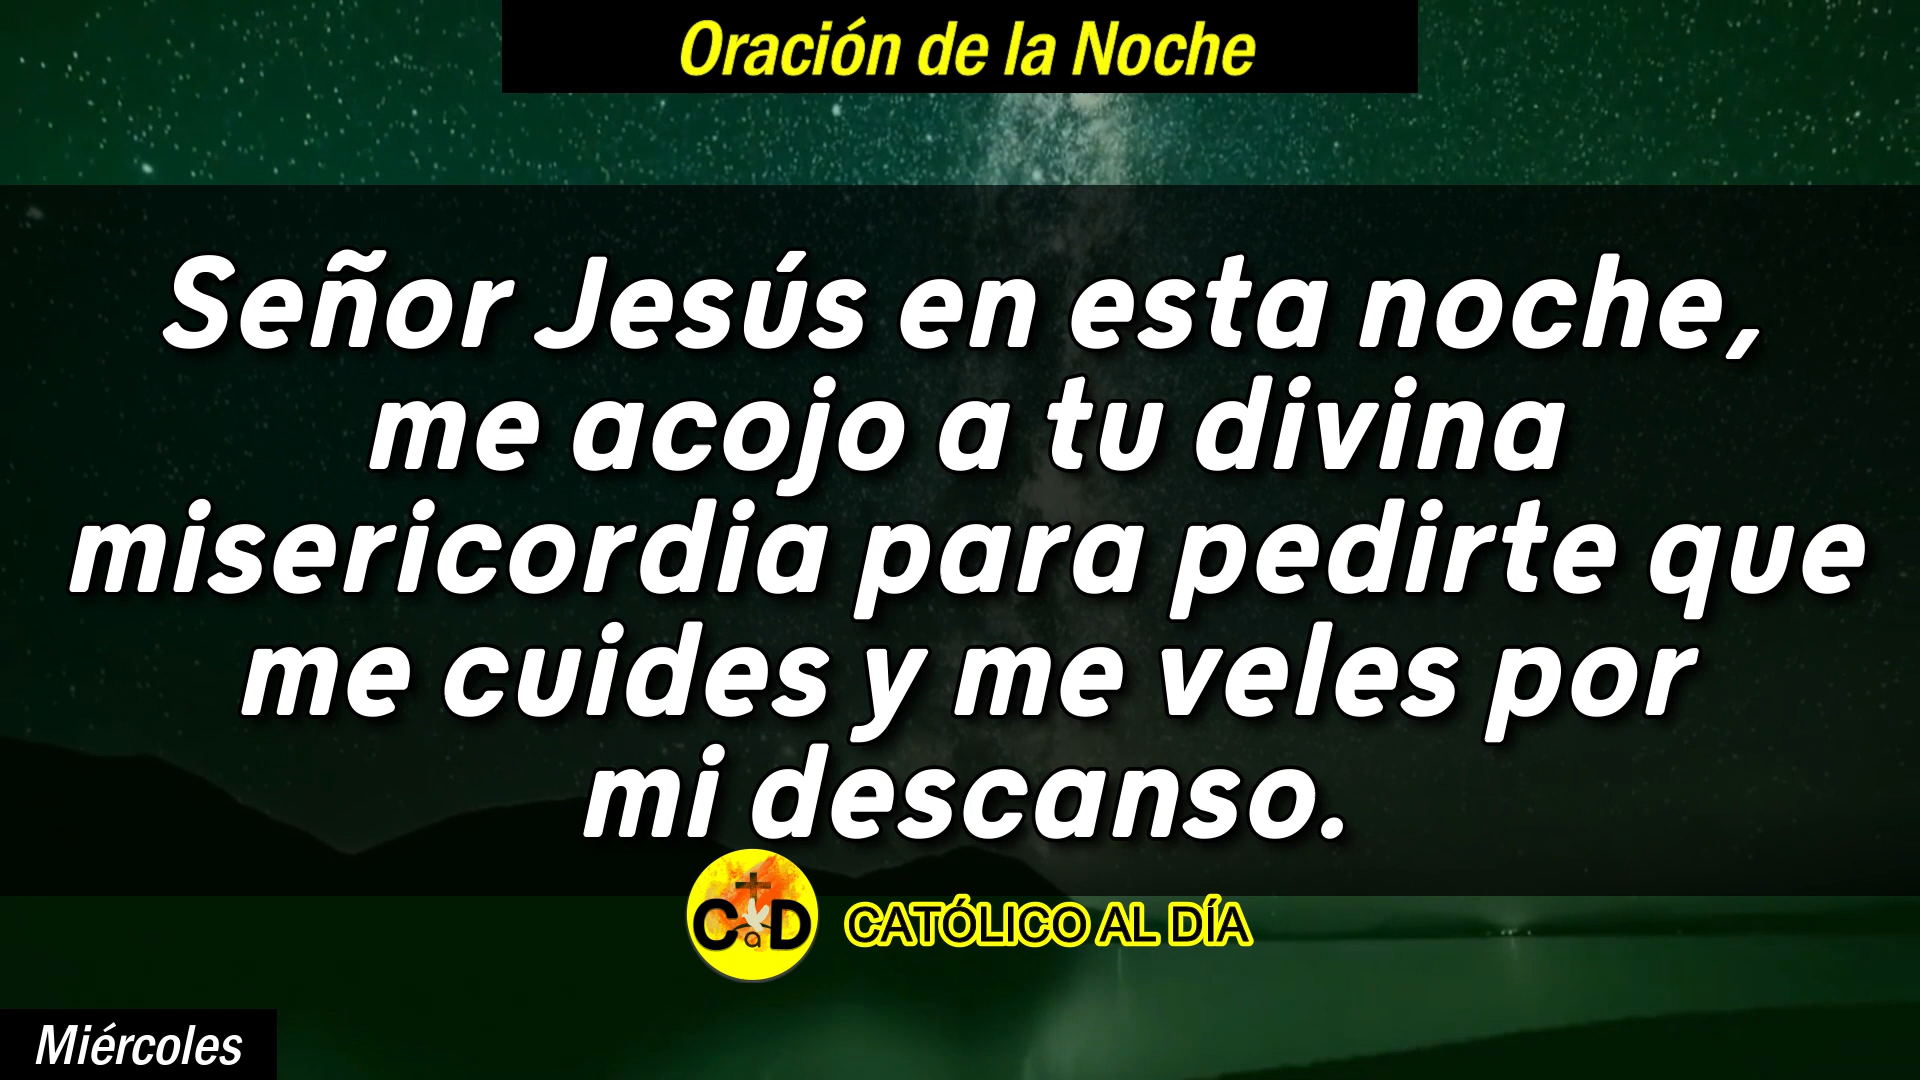 Oración de la Noche
Señor Jesús en esta noche,
me acojo a tu divina
misericordia para pedirte que
me cuides y me veles por
mi descanso.
CaD
CATÓLICO AL DÍA
Miércoles